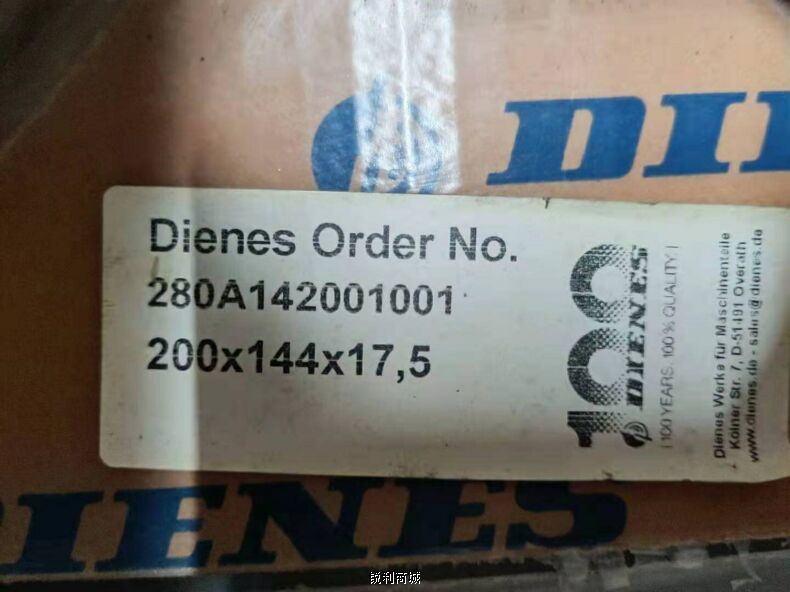 DIE
Dienes Order No.
280A142001001
200x144x17,5
100
DIENES
| 100 YEARS. 100% QUALITY. |
Dienes Werke für Maschinenteile
Kölner Str. 7, D-51491 Overath
www.dienes.de - sales@dienes.de
DIENES
锐利商城